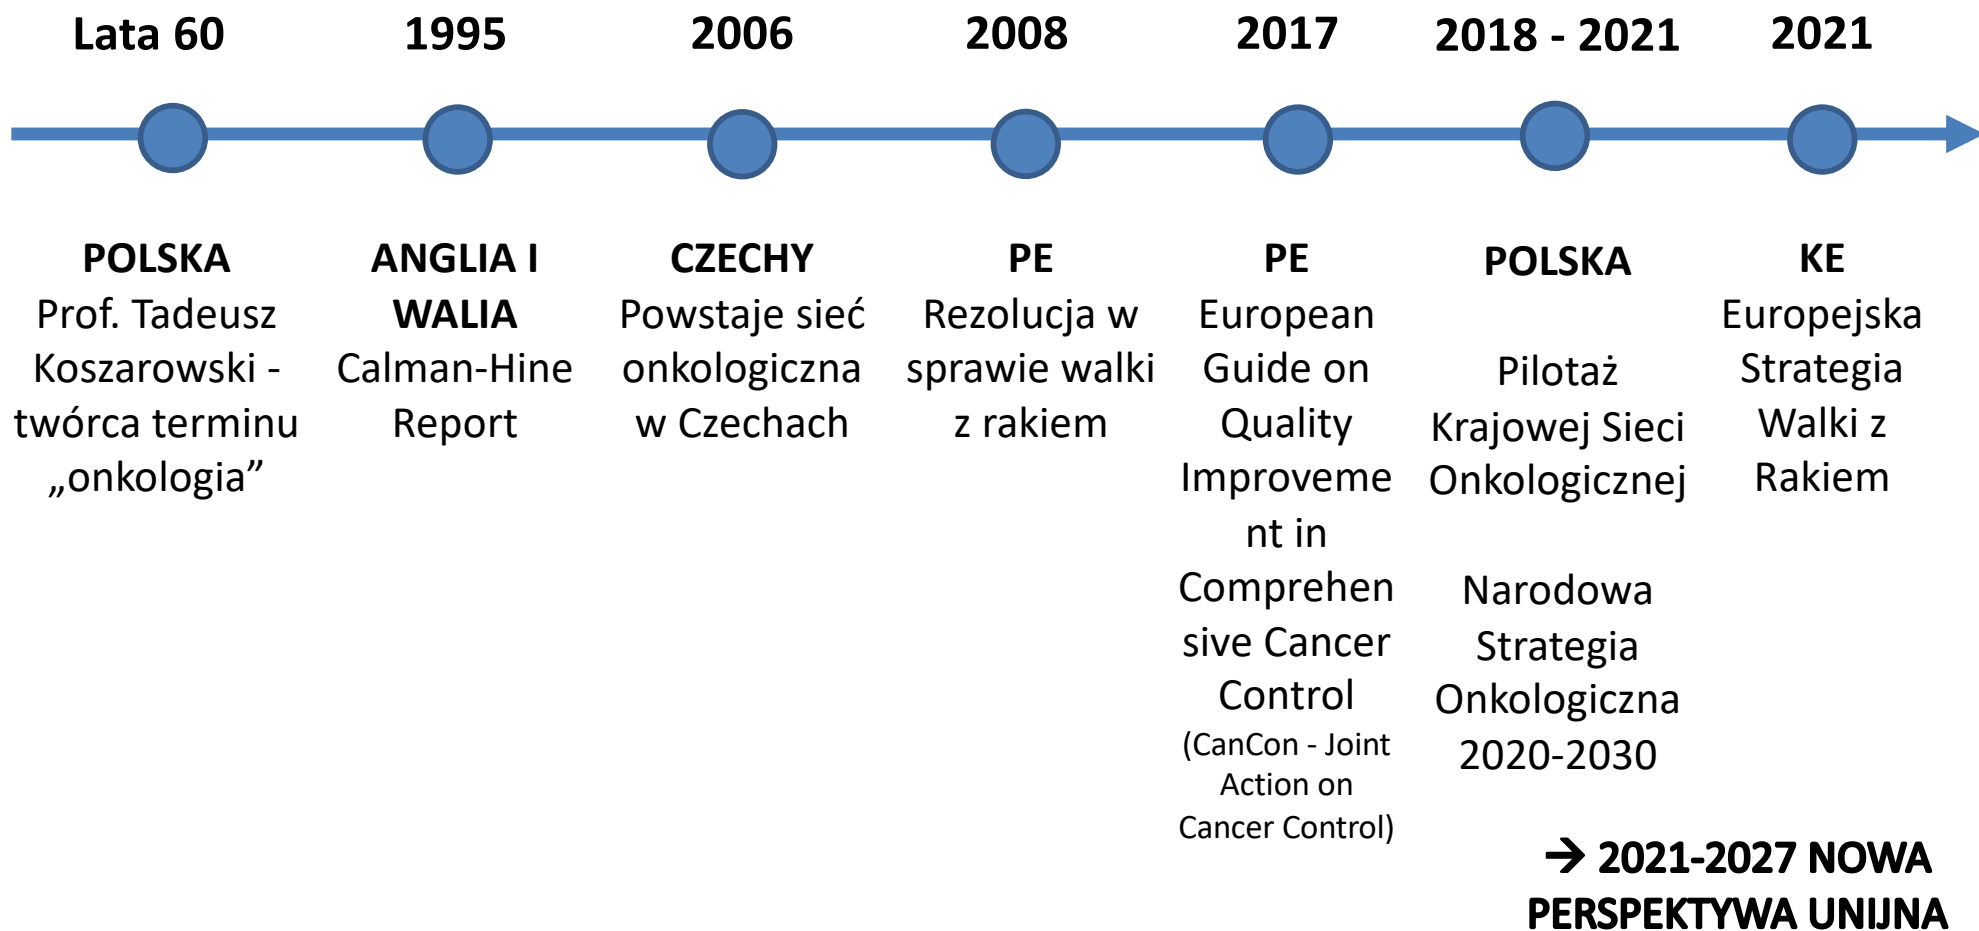 Lata 60
1995
2006
2008
2017
2018 - 2021
2021
POLSKA
Prof. Tadeusz
Koszarowski -
twórca terminu
„onkologia”
ANGLIA I
WALIA
Calman-Hine
Report
CZECHY
Powstaje sieć
onkologiczna
w Czechach
PE
Rezolucja w
sprawie walki
z rakiem
PE
European
Guide on
Quality
Improveme
nt in
Comprehen
sive Cancer
Control
(CanCon - Joint
Action on
Cancer Control)
POLSKA
Pilotaż
Krajowej Sieci
Onkologicznej
Narodowa
Strategia
Onkologiczna
2020-2030
KE
Europejska
Strategia
Walki z
Rakiem
→ 2021-2027 NOWA
PERSPEKTYWA UNIJNA